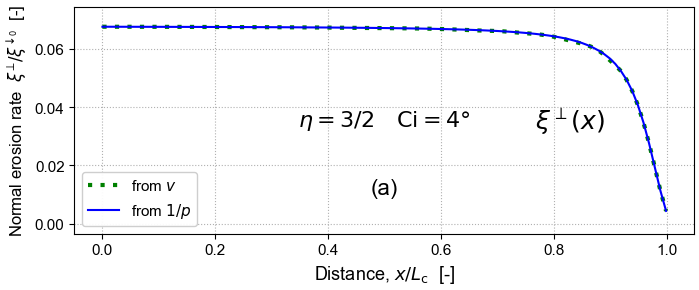 Normal erosion rate ξ⊥/ξ↓₀ [-]
0.06
0.04
0.02
0.00
η = 3/2 Ci = 4° ξ⊥(x)
(a)
from v
from 1/p
0.0 0.2 0.4 0.6 0.8 1.0
Distance, x/Lc [-]